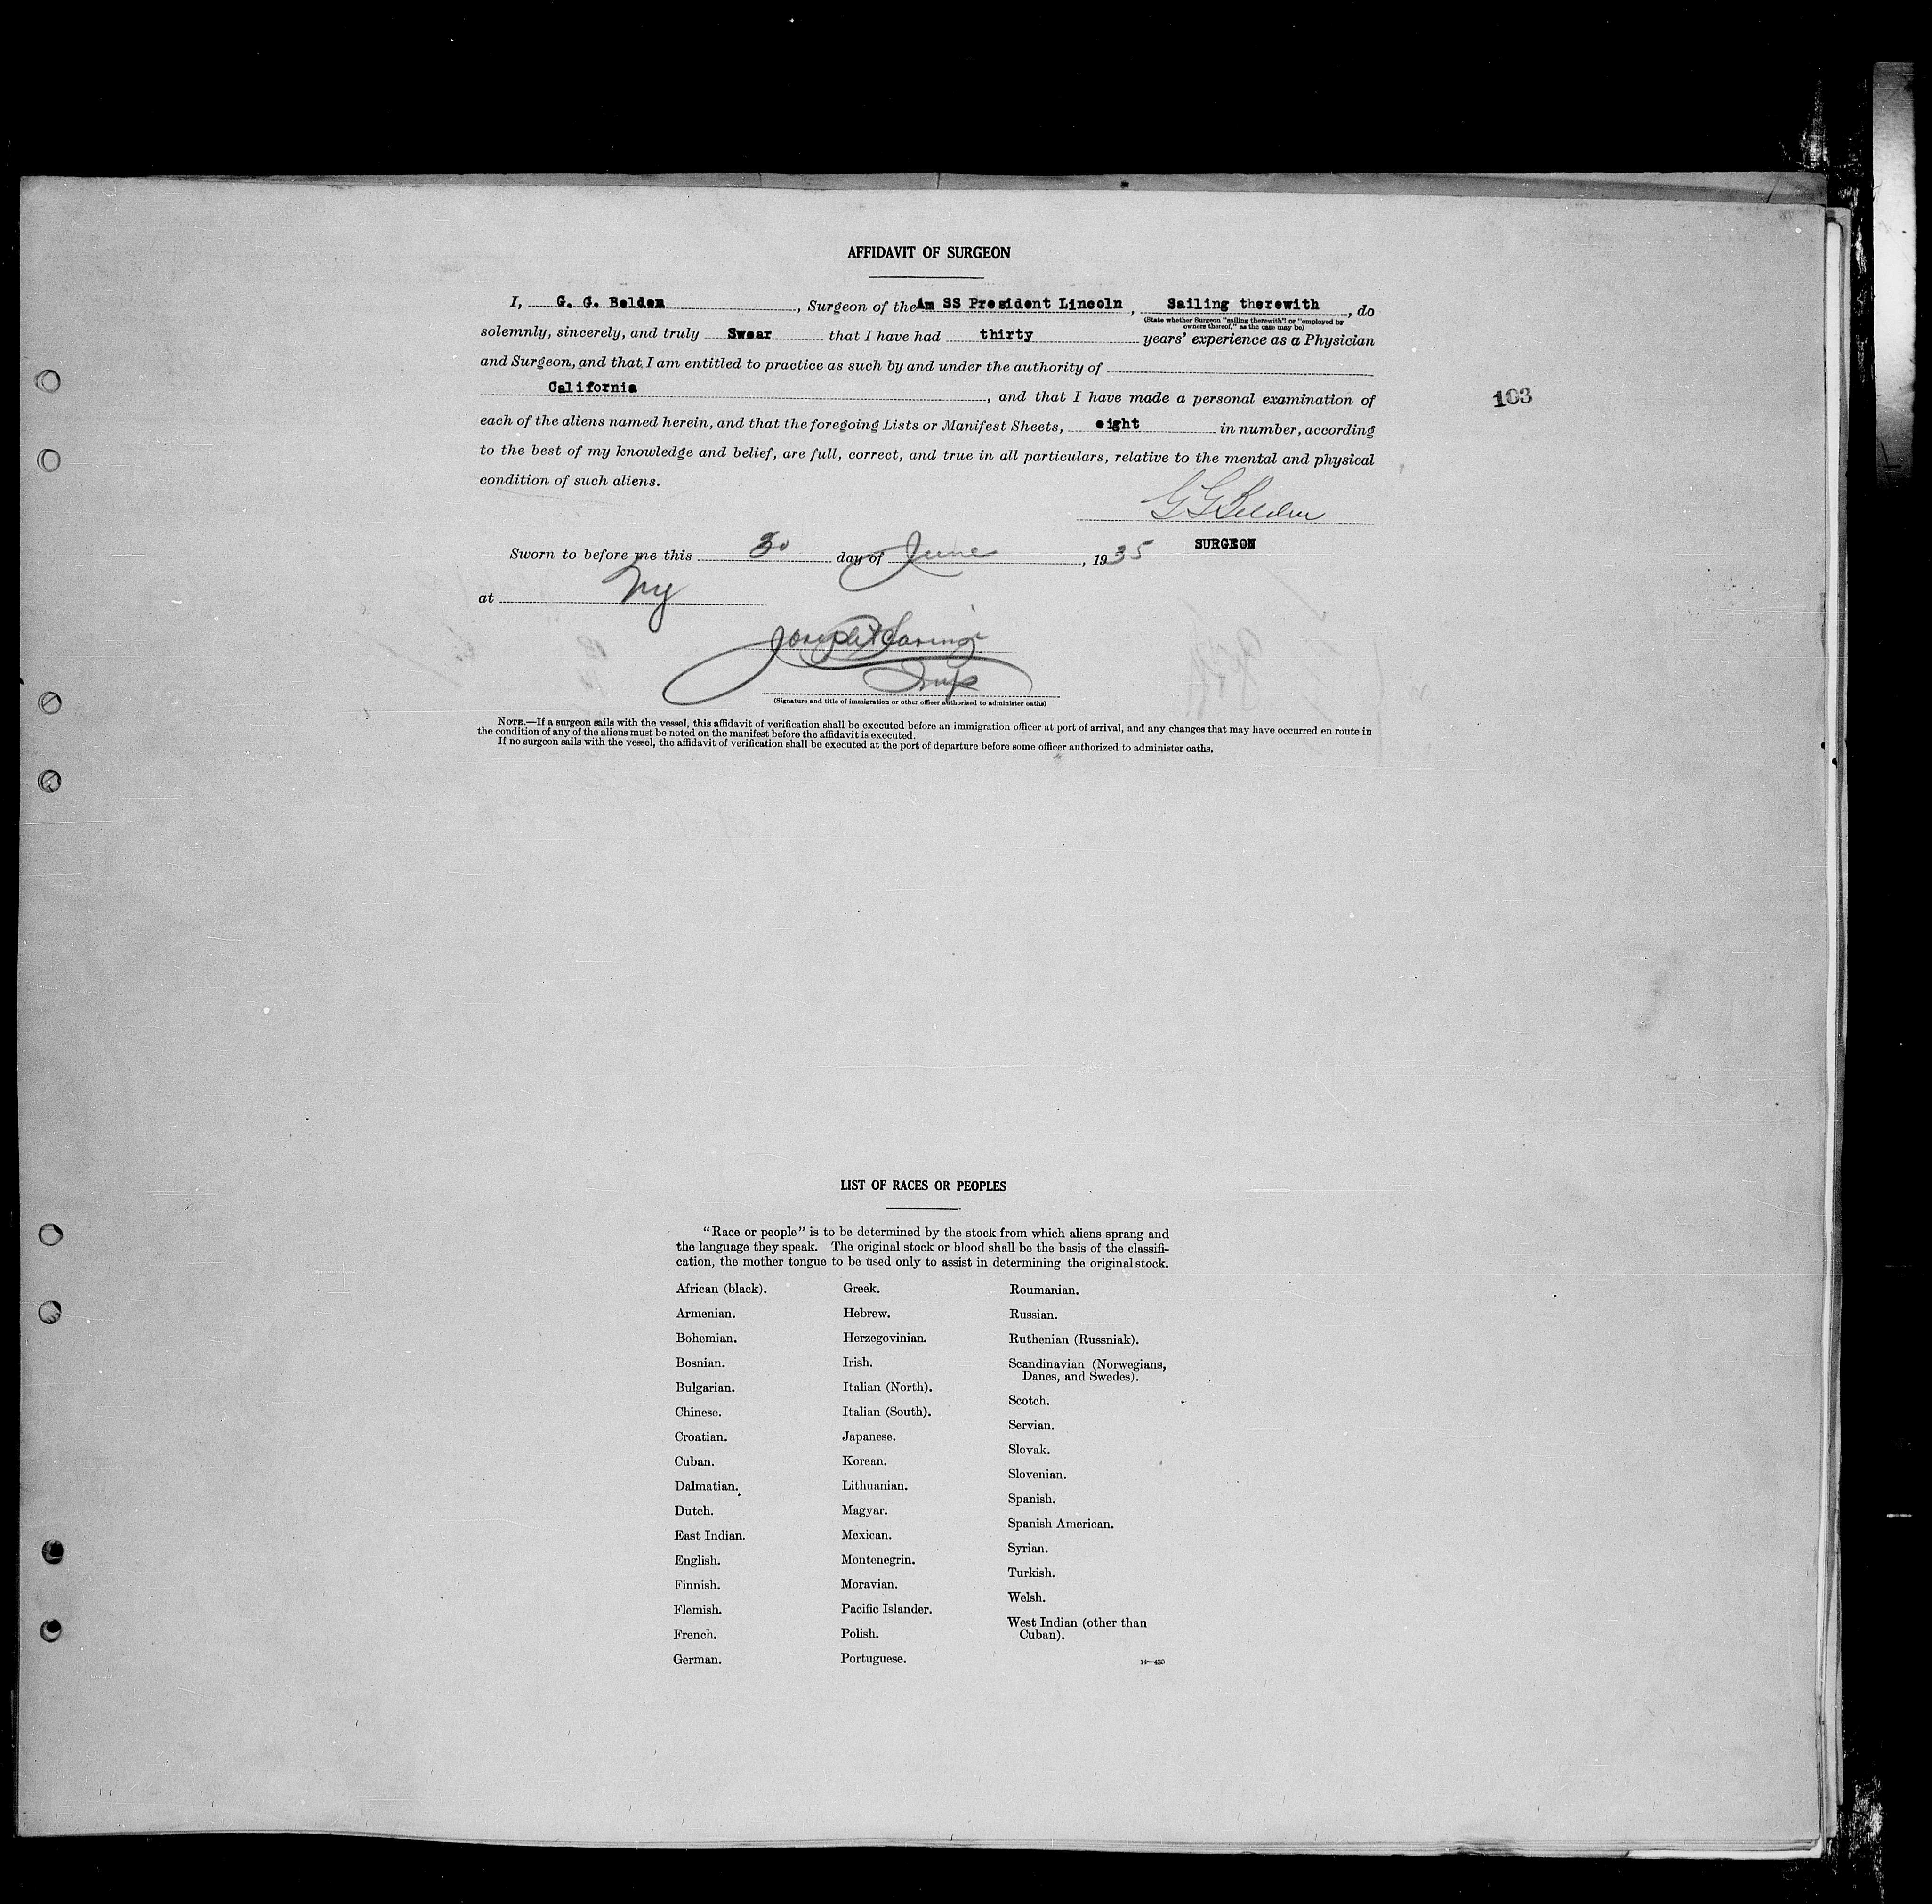 AFFIDAVIT OF SURGEON
I, G. G. Belden, Surgeon of the Am SS President Lincoln, Sailing therewith, do
(State whether Surgeon "sailing therewith" or "employed by
owners thereof," as the case may be)
solemnly, sincerely, and truly Swear that I have had thirty years' experience as a Physician
and Surgeon, and that I am entitled to practice as such by and under the authority of
California, and that I have made a personal examination of
103
each of the aliens named herein, and that the foregoing Lists or Manifest Sheets, eight in number, according
to the best of my knowledge and belief, are full, correct, and true in all particulars, relative to the mental and physical
condition of such aliens.
G G Belden
SURGEON
Sworn to before me this 30 day of June, 1935
at NY
Joseph
Insp
(Signature and title of immigration or other officer authorized to administer oaths)
NOTE.—If a surgeon sails with the vessel, this affidavit of verification shall be executed before an immigration officer at port of arrival, and any changes that may have occurred en route in
the condition of any of the aliens must be noted on the manifest before the affidavit is executed.
If no surgeon sails with the vessel, the affidavit of verification shall be executed at the port of departure before some officer authorized to administer oaths.
LIST OF RACES OR PEOPLES
"Race or people" is to be determined by the stock from which aliens sprang and
the language they speak. The original stock or blood shall be the basis of the classifi-
cation, the mother tongue to be used only to assist in determining the original stock.
African (black).
Armenian.
Bohemian.
Bosnian.
Bulgarian.
Chinese.
Croatian.
Cuban.
Dalmatian.
Dutch.
East Indian.
English.
Finnish.
Flemish.
French.
German.
Greek.
Hebrew.
Herzegovinian.
Irish.
Italian (North).
Italian (South).
Japanese.
Korean.
Lithuanian.
Magyar.
Mexican.
Montenegrin.
Moravian.
Pacific Islander.
Polish.
Portuguese.
Roumanian.
Russian.
Ruthenian (Russniak).
Scandinavian (Norwegians,
Danes, and Swedes).
Scotch.
Servian.
Slovak.
Slovenian.
Spanish.
Spanish American.
Syrian.
Turkish.
Welsh.
West Indian (other than
Cuban).
14—430